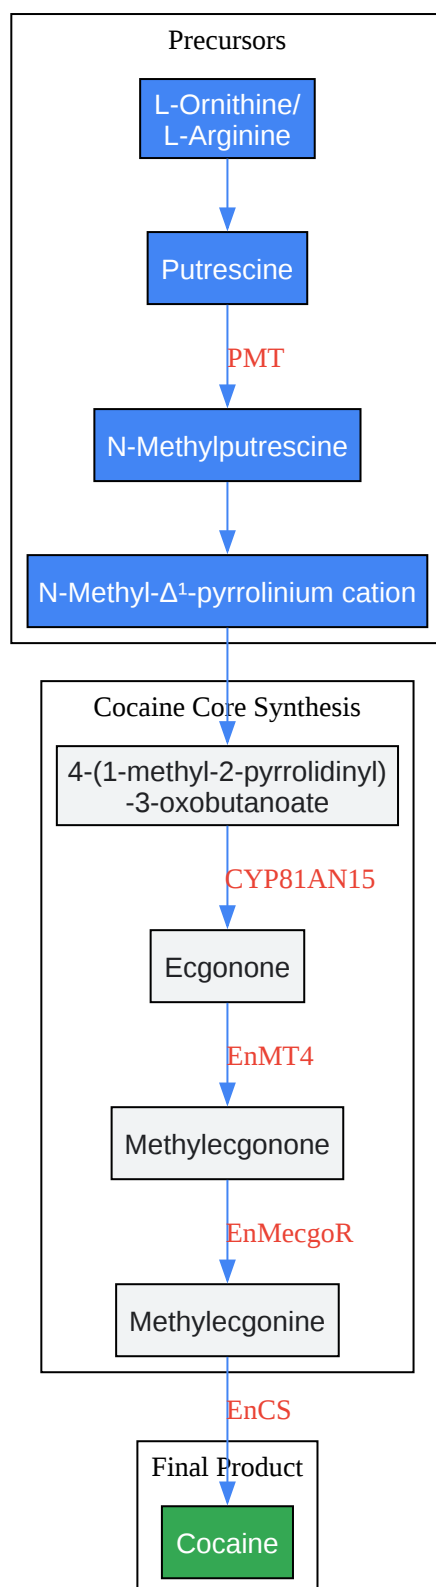 Precursors
L-Ornithine/
L-Arginine
Putrescine
PMT
N-Methylputrescine
N-Methyl-Δ¹-pyrrolinium cation
Cocaine Core Synthesis
4-(1-methyl-2-pyrrolidinyl)
-3-oxobutanoate
CYP81AN15
Ecgonone
EnMT4
Methylecgonone
EnMecgoR
Methylecgonine
EnCS
Final Product
Cocaine